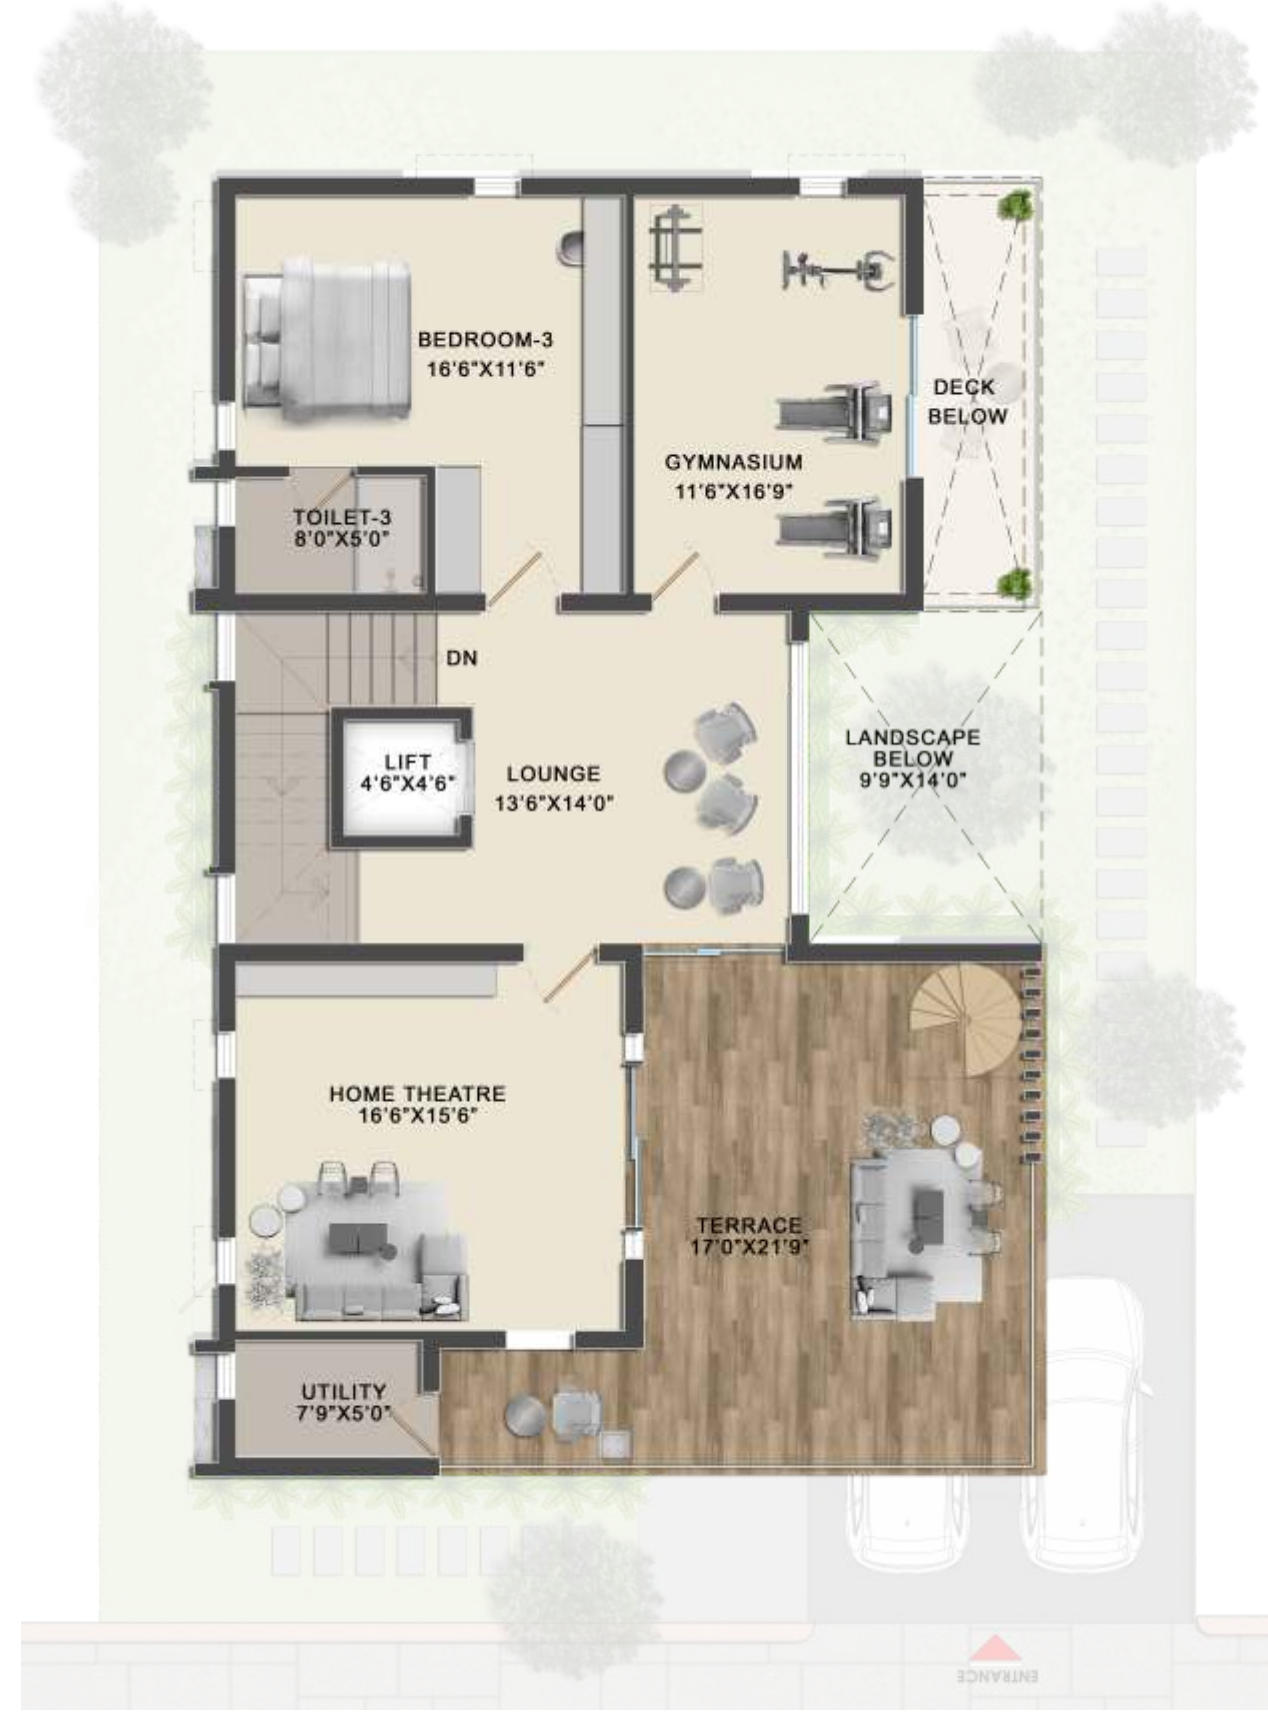 BEDROOM-3
16'6"X11'6"
DECK
BELOW
GYMNASIUM
11'6"X16'9"
TOILET-3
8'0"X5'0"
DN
LANDSCAPE
BELOW
9'9"X14'0"
LIFT
4'6"X4'6"
LOUNGE
13'6"X14'0"
HOME THEATRE
16'6"X15'6"
TERRACE
17'0"X21'9"
UTILITY
7'9"X5'0"
ENTRANCE